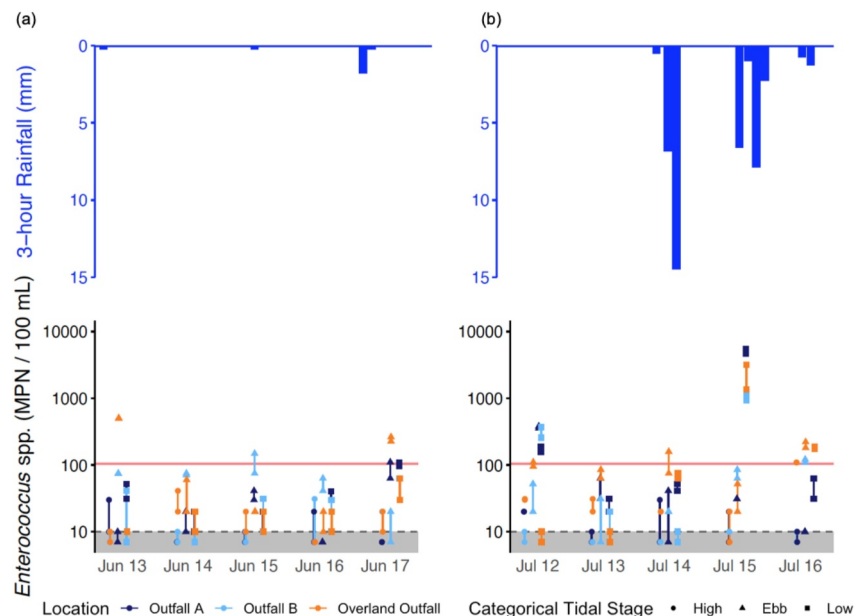 (a)
(b)
3-hour Rainfall (mm)
0
5
10
15
0
5
10
15
Enterococcus spp. (MPN / 100 mL)
10000
1000
100
10
Jun 13 Jun 14 Jun 15 Jun 16 Jun 17
10000
1000
100
10
Jul 12 Jul 13 Jul 14 Jul 15 Jul 16
Location Outfall A Outfall B Overland Outfall Categorical Tidal Stage High Ebb Low